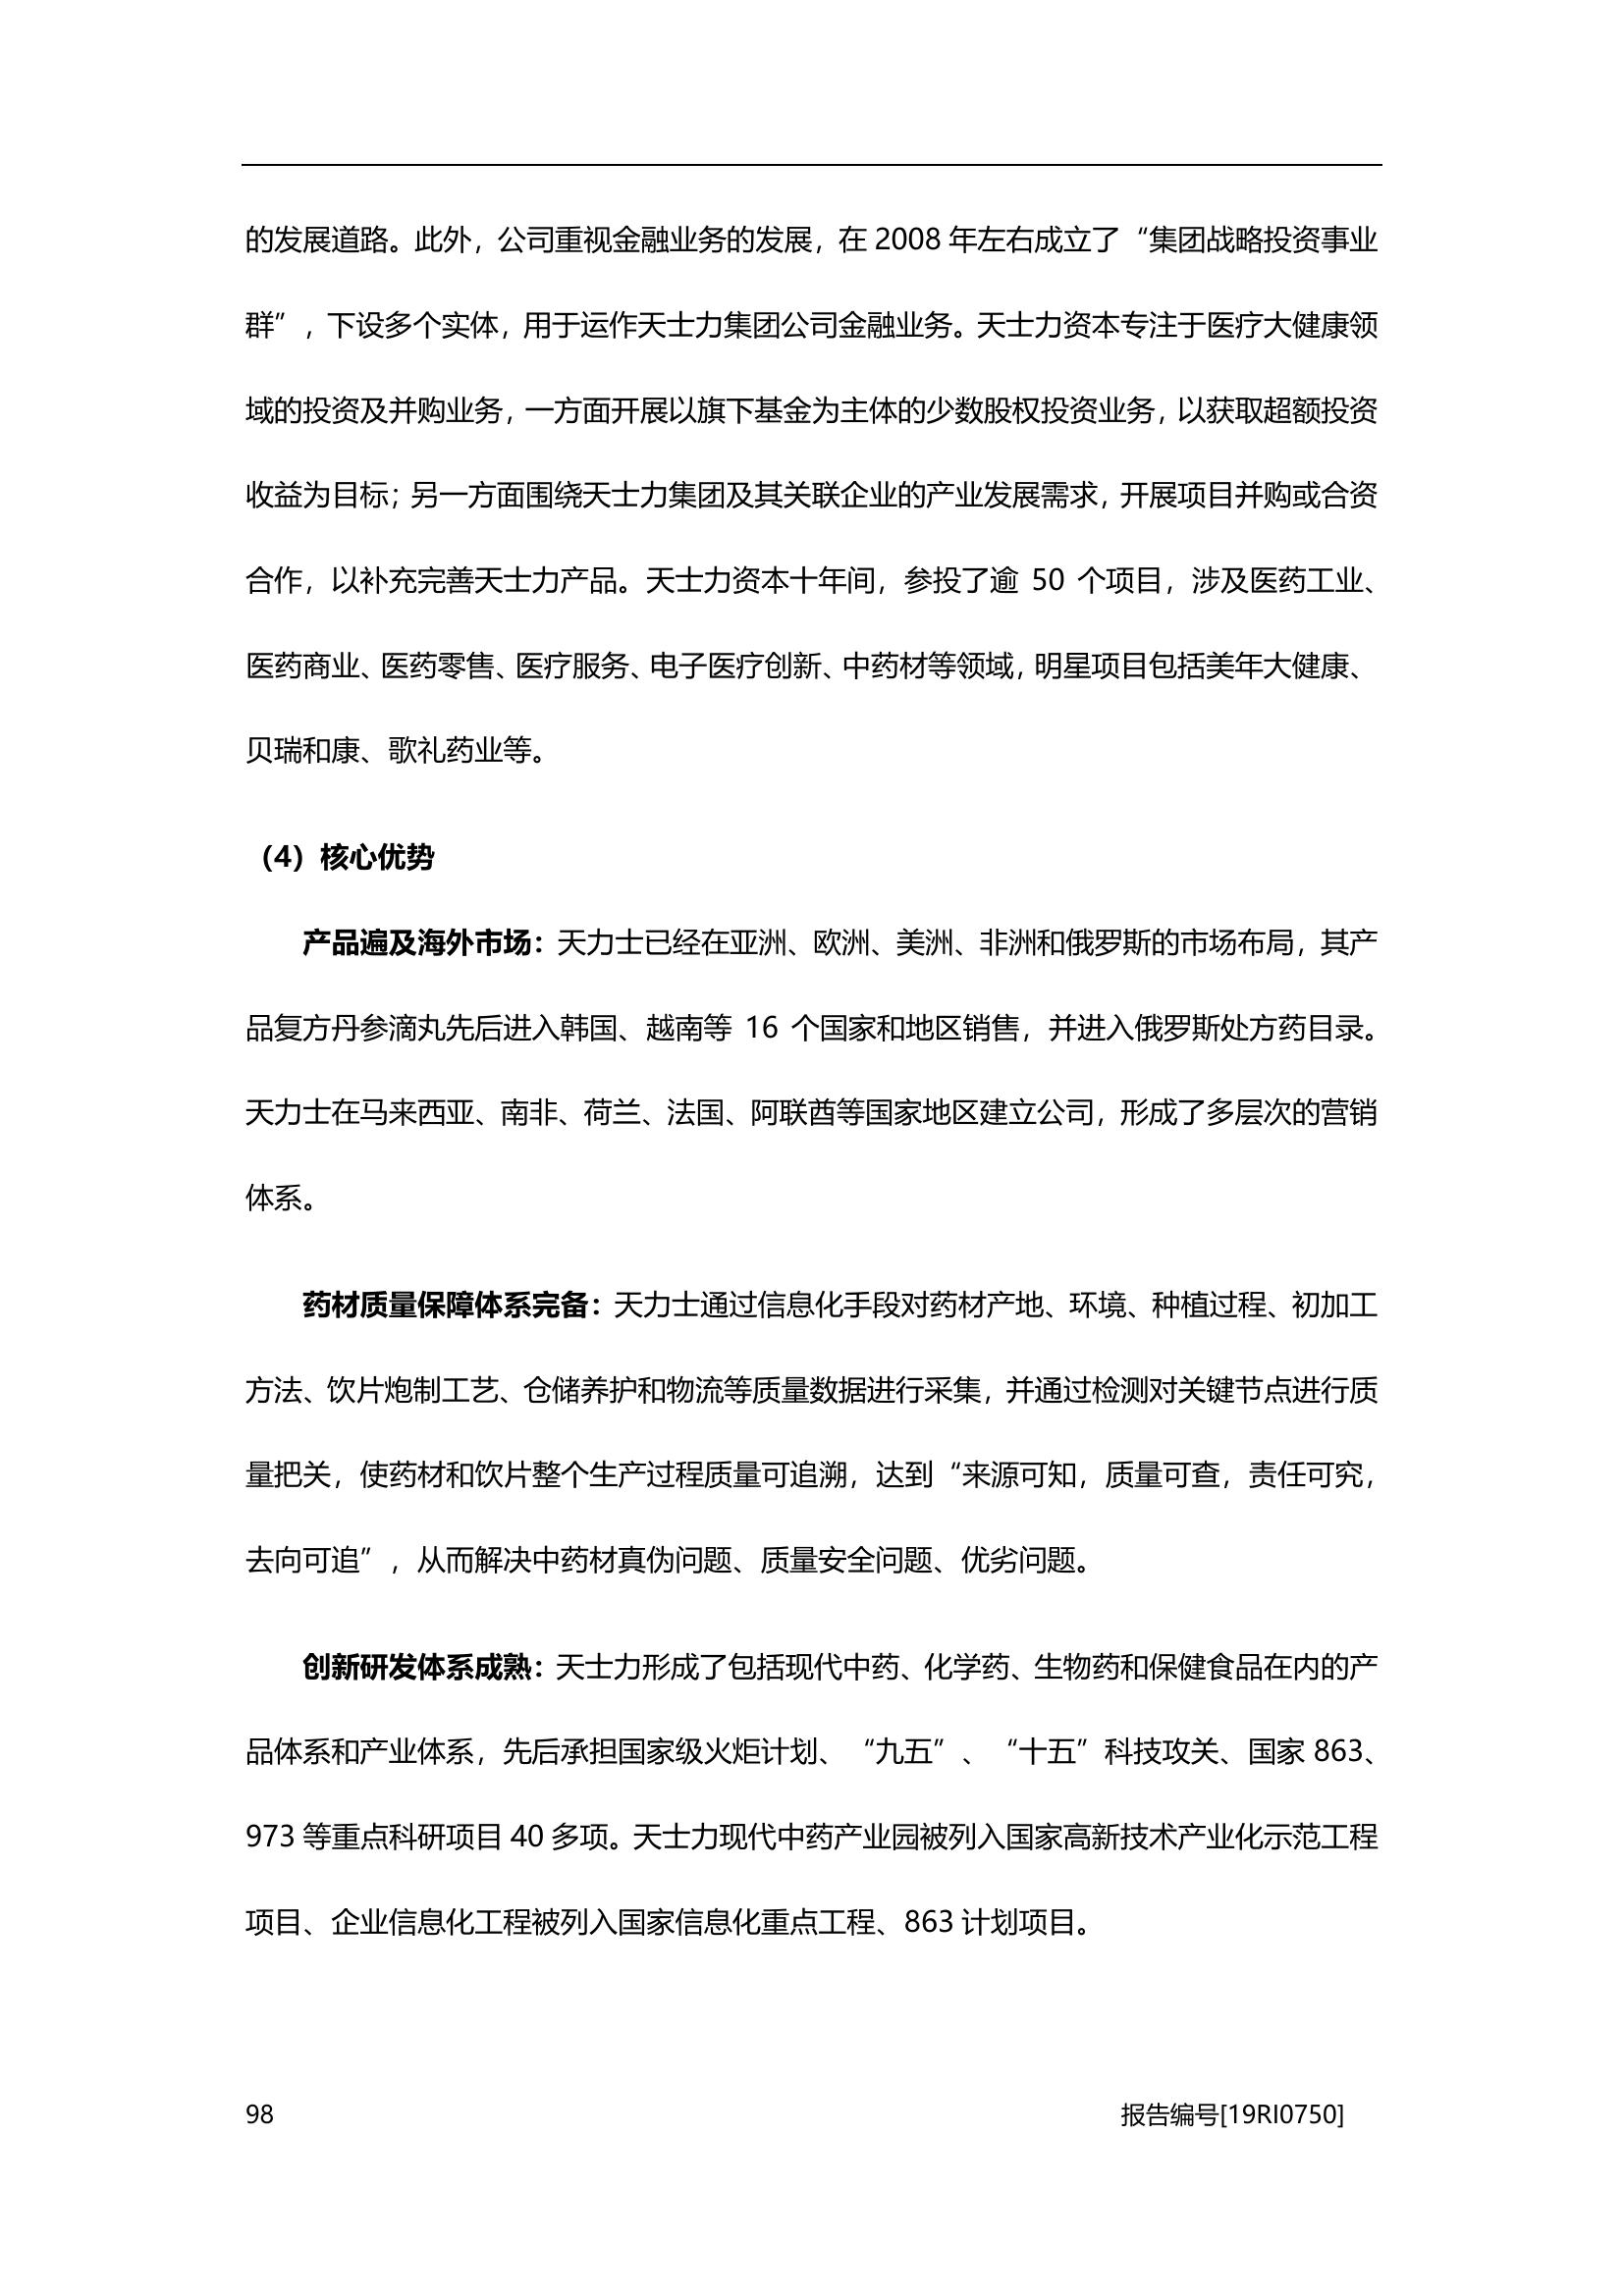 的发展道路。此外，公司重视金融业务的发展，在 2008 年左右成立了“集团战略投资事业
群”，下设多个实体，用于运作天士力集团公司金融业务。天士力资本专注于医疗大健康领
域的投资及并购业务，一方面开展以旗下基金为主体的少数股权投资业务，以获取超额投资
收益为目标；另一方面围绕天士力集团及其关联企业的产业发展需求，开展项目并购或合资
合作，以补充完善天士力产品。天士力资本十年间，参投了逾 50 个项目，涉及医药工业、
医药商业、医药零售、医疗服务、电子医疗创新、中药材等领域，明星项目包括美年大健康、
贝瑞和康、歌礼药业等。
（4）核心优势
产品遍及海外市场：天力士已经在亚洲、欧洲、美洲、非洲和俄罗斯的市场布局，其产
品复方丹参滴丸先后进入韩国、越南等 16 个国家和地区销售，并进入俄罗斯处方药目录。
天力士在马来西亚、南非、荷兰、法国、阿联酋等国家地区建立公司，形成了多层次的营销
体系。
药材质量保障体系完备：天力士通过信息化手段对药材产地、环境、种植过程、初加工
方法、饮片炮制工艺、仓储养护和物流等质量数据进行采集，并通过检测对关键节点进行质
量把关，使药材和饮片整个生产过程质量可追溯，达到“来源可知，质量可查，责任可究，
去向可追”，从而解决中药材真伪问题、质量安全问题、优劣问题。
创新研发体系成熟：天士力形成了包括现代中药、化学药、生物药和保健食品在内的产
品体系和产业体系，先后承担国家级火炬计划、“九五”、“十五”科技攻关、国家 863、
973 等重点科研项目 40 多项。天士力现代中药产业园被列入国家高新技术产业化示范工程
项目、企业信息化工程被列入国家信息化重点工程、863 计划项目。
98
报告编号[19RI0750]